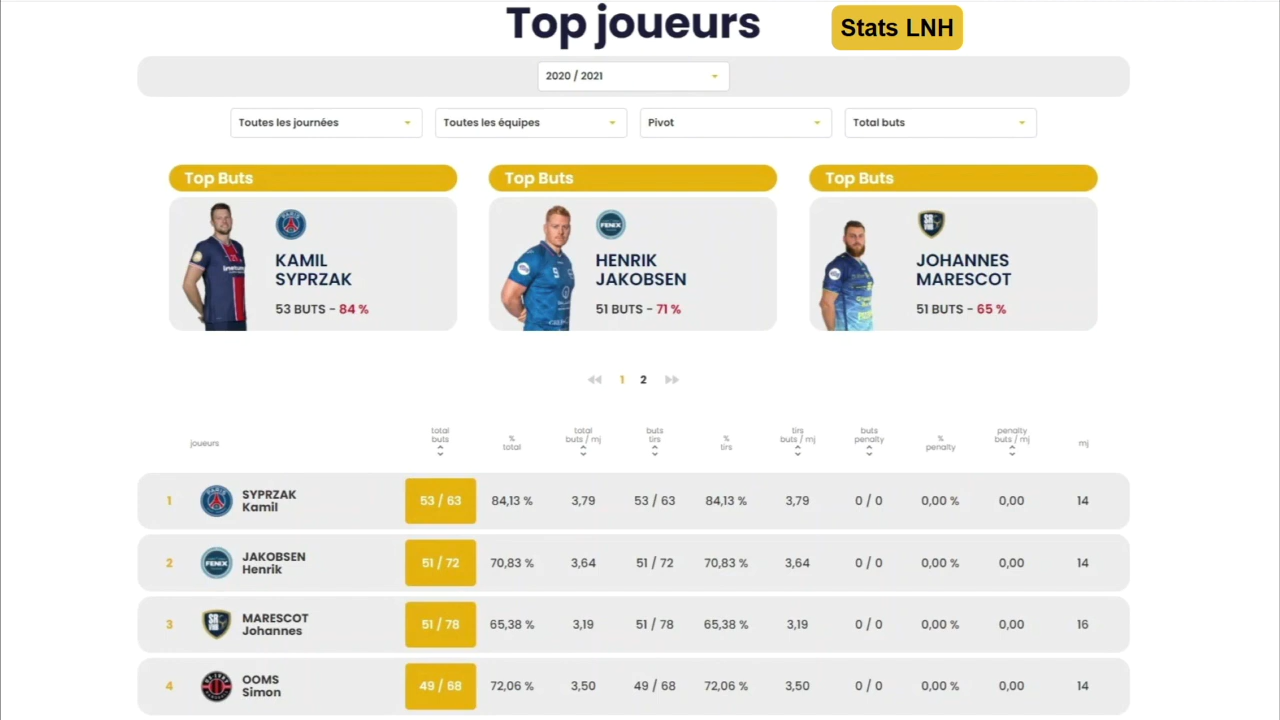 Top joueurs
Stats LNH
2020 / 2021
Toutes les journées
Toutes les équipes
Pivot
Total buts
Top Buts
Top Buts
Top Buts
PARIS
KAMIL
SYPRZAK
53 BUTS - 84 %
FENIX
HENRIK
JAKOBSEN
51 BUTS - 71 %
JOHANNES
MARESCOT
51 BUTS - 65 %
1 2
joueurs
total
buts
%
total
total
buts / mj
buts
tirs
%
tirs
tirs
buts / mj
buts
penalty
%
penalty
penalty
buts / mj
mj
1 SYPRZAK
Kamil
53 / 63 84,13 % 3,79 53 / 63 84,13 % 3,79 0 / 0 0,00 % 0,00 14
2 FENIX JAKOBSEN
Henrik
51 / 72 70,83 % 3,64 51 / 72 70,83 % 3,64 0 / 0 0,00 % 0,00 14
3 MARESCOT
Johannes
51 / 78 65,38 % 3,19 51 / 78 65,38 % 3,19 0 / 0 0,00 % 0,00 16
4 OOMS
Simon
49 / 68 72,06 % 3,50 49 / 68 72,06 % 3,50 0 / 0 0,00 % 0,00 14